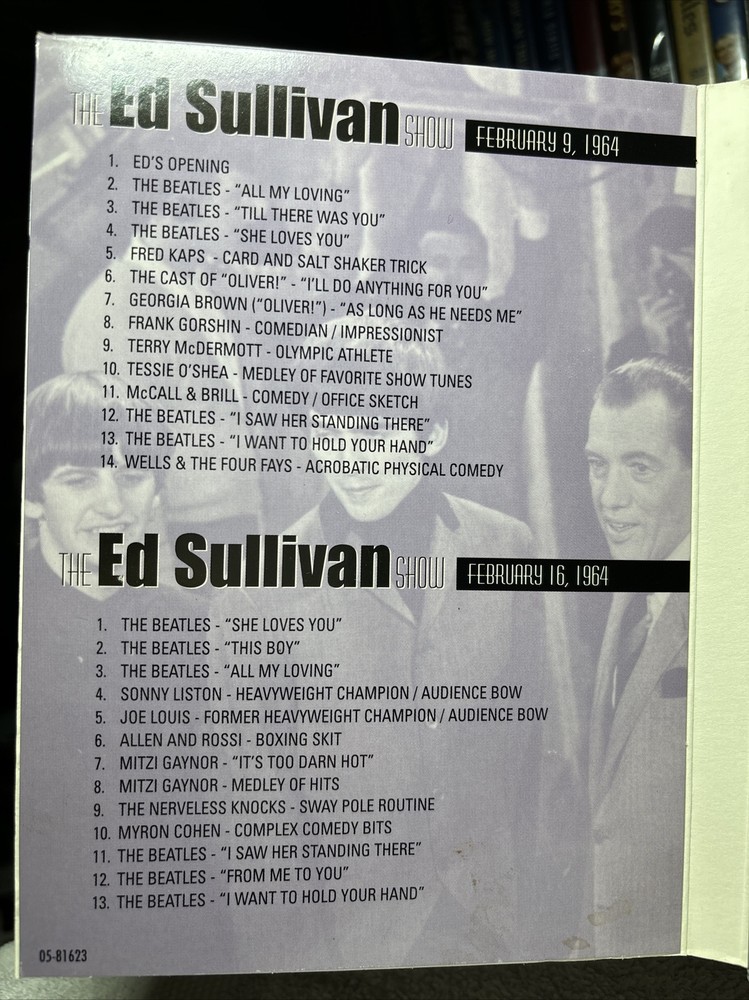 THE Ed Sullivan SHOW FEBRUARY 9, 1964
1. ED'S OPENING
2. THE BEATLES - "ALL MY LOVING"
3. THE BEATLES - "TILL THERE WAS YOU"
4. THE BEATLES - "SHE LOVES YOU"
5. FRED KAPS - CARD AND SALT SHAKER TRICK
6. THE CAST OF "OLIVER!" - "I'LL DO ANYTHING FOR YOU"
7. GEORGIA BROWN ("OLIVER!") - "AS LONG AS HE NEEDS ME"
8. FRANK GORSHIN - COMEDIAN / IMPRESSIONIST
9. TERRY McDERMOTT - OLYMPIC ATHLETE
10. TESSIE O'SHEA - MEDLEY OF FAVORITE SHOW TUNES
11. McCALL & BRILL - COMEDY / OFFICE SKETCH
12. THE BEATLES - "I SAW HER STANDING THERE"
13. THE BEATLES - "I WANT TO HOLD YOUR HAND"
14. WELLS & THE FOUR FAYS - ACROBATIC PHYSICAL COMEDY
THE Ed Sullivan SHOW FEBRUARY 16, 1964
1. THE BEATLES - "SHE LOVES YOU"
2. THE BEATLES - "THIS BOY"
3. THE BEATLES - "ALL MY LOVING"
4. SONNY LISTON - HEAVYWEIGHT CHAMPION / AUDIENCE BOW
5. JOE LOUIS - FORMER HEAVYWEIGHT CHAMPION / AUDIENCE BOW
6. ALLEN AND ROSSI - BOXING SKIT
7. MITZI GAYNOR - "IT'S TOO DARN HOT"
8. MITZI GAYNOR - MEDLEY OF HITS
9. THE NERVELESS KNOCKS - SWAY POLE ROUTINE
10. MYRON COHEN - COMPLEX COMEDY BITS
11. THE BEATLES - "I SAW HER STANDING THERE"
12. THE BEATLES - "FROM ME TO YOU"
13. THE BEATLES - "I WANT TO HOLD YOUR HAND"
05-81623